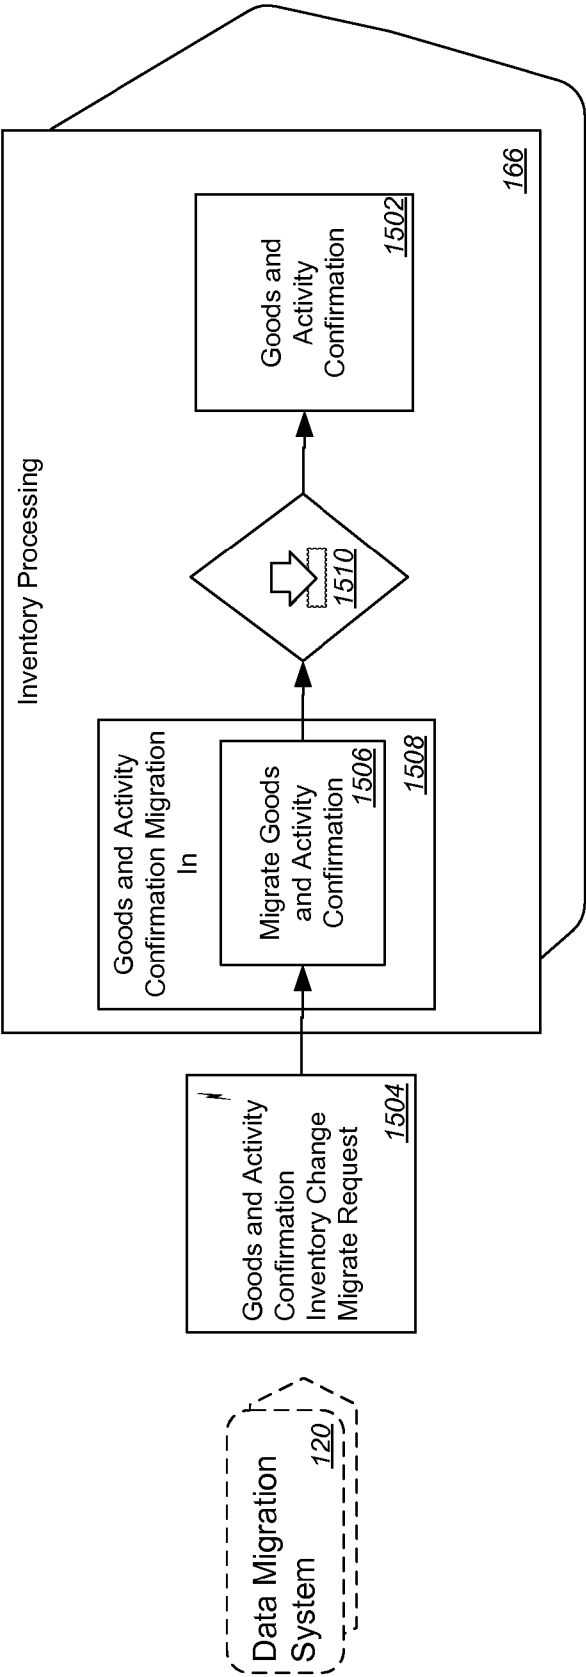 Data Migration
System
120
Goods and Activity
Confirmation
Inventory Change
Migrate Request
1504
Inventory Processing
Goods and Activity
Confirmation Migration
In
Migrate Goods
and Activity
Confirmation
1506
1508
1510
Goods and
Activity
Confirmation
1502
166